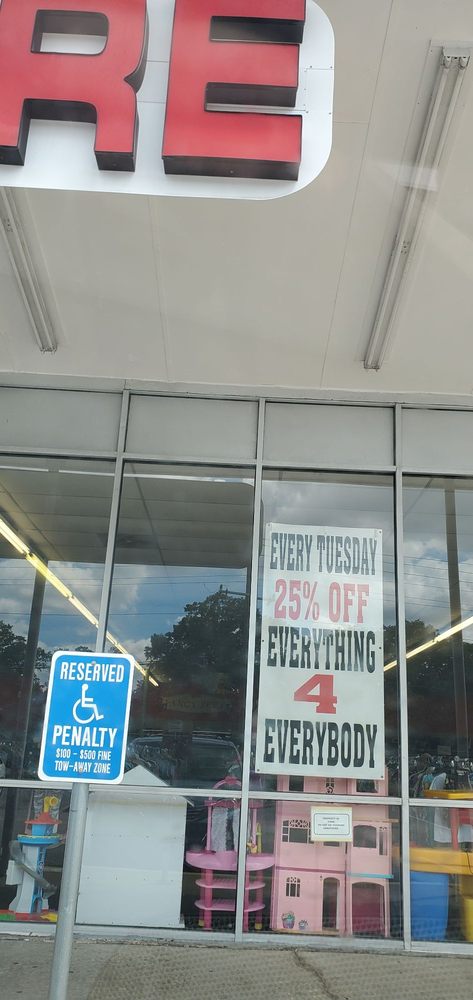 RE
EVERY TUESDAY
25% OFF
EVERYTHING
4
EVERYBODY
RESERVED
PENALTY
$100 - $500 FINE
TOW-AWAY ZONE